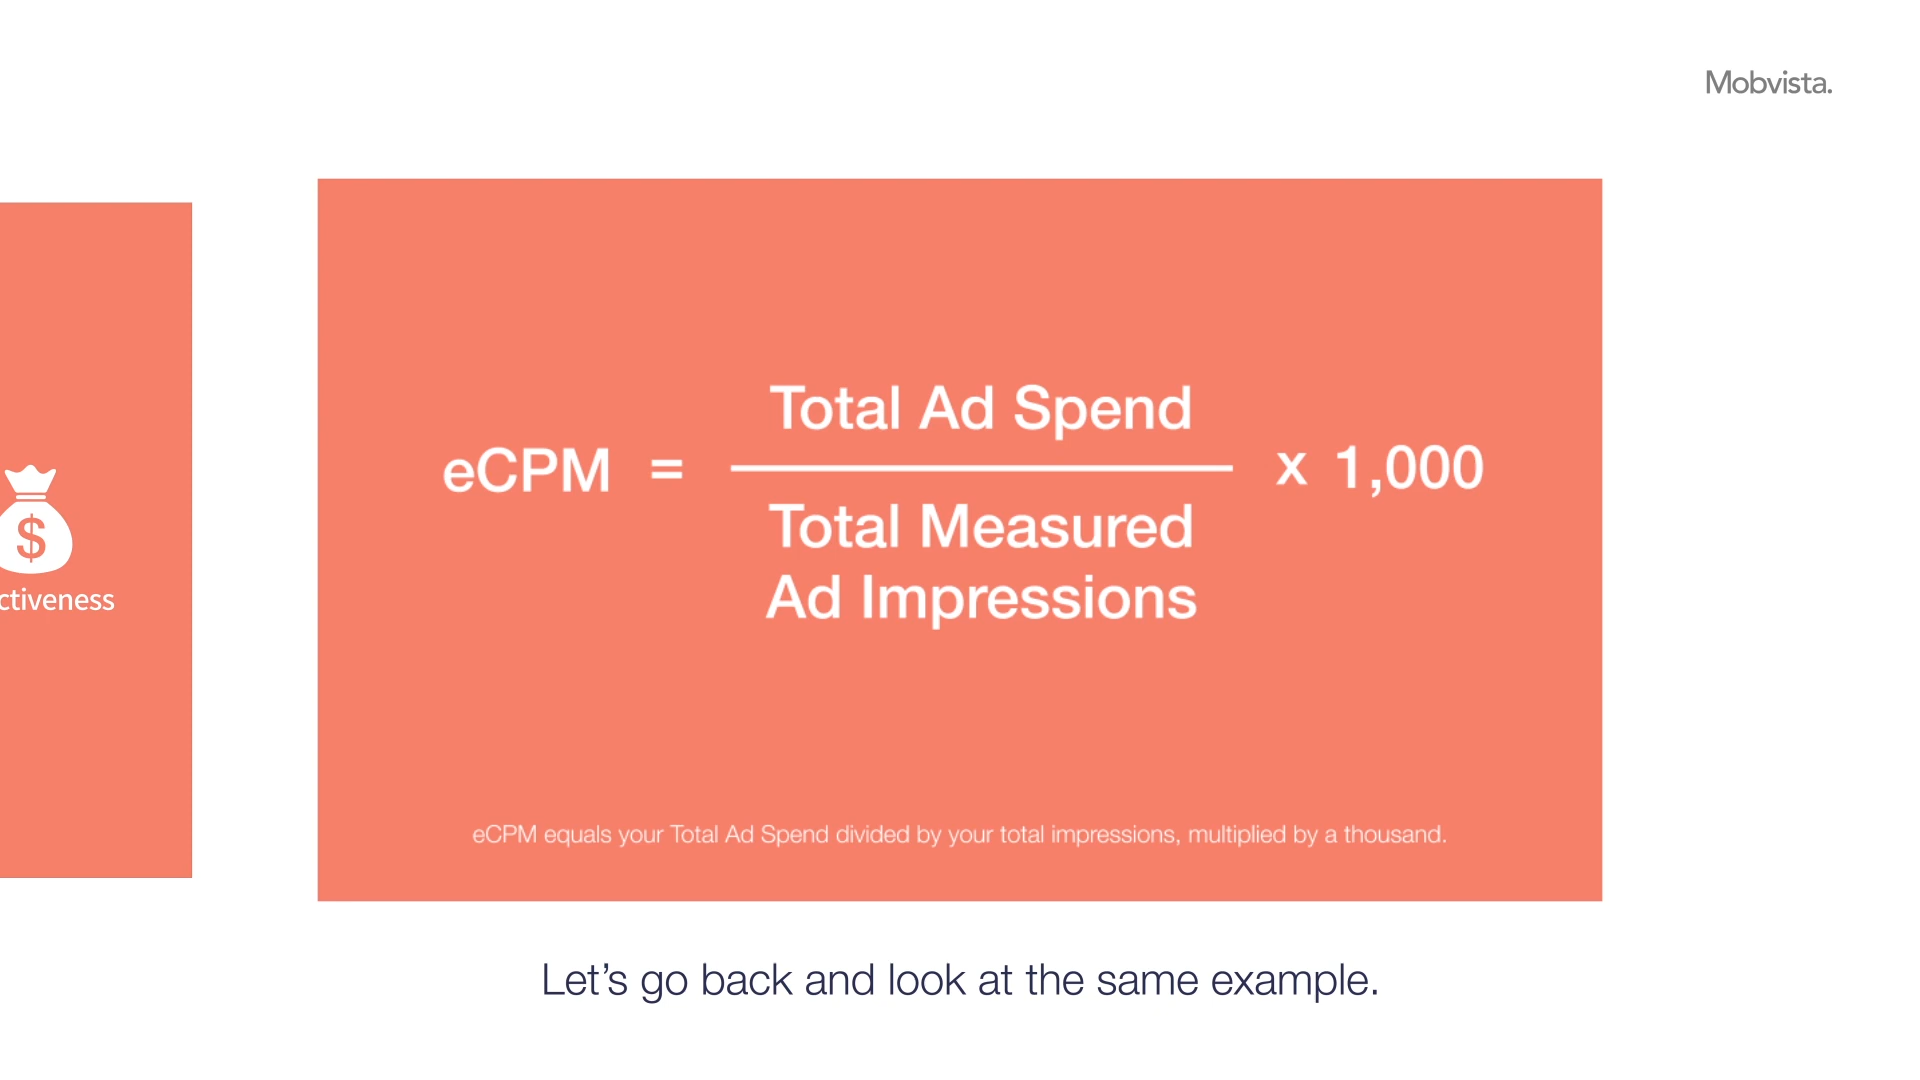 Mobvista.
$
ctiveness
Total Ad Spend
eCPM = x 1,000
Total Measured
Ad Impressions
eCPM equals your Total Ad Spend divided by your total impressions, multiplied by a thousand.
Let’s go back and look at the same example.